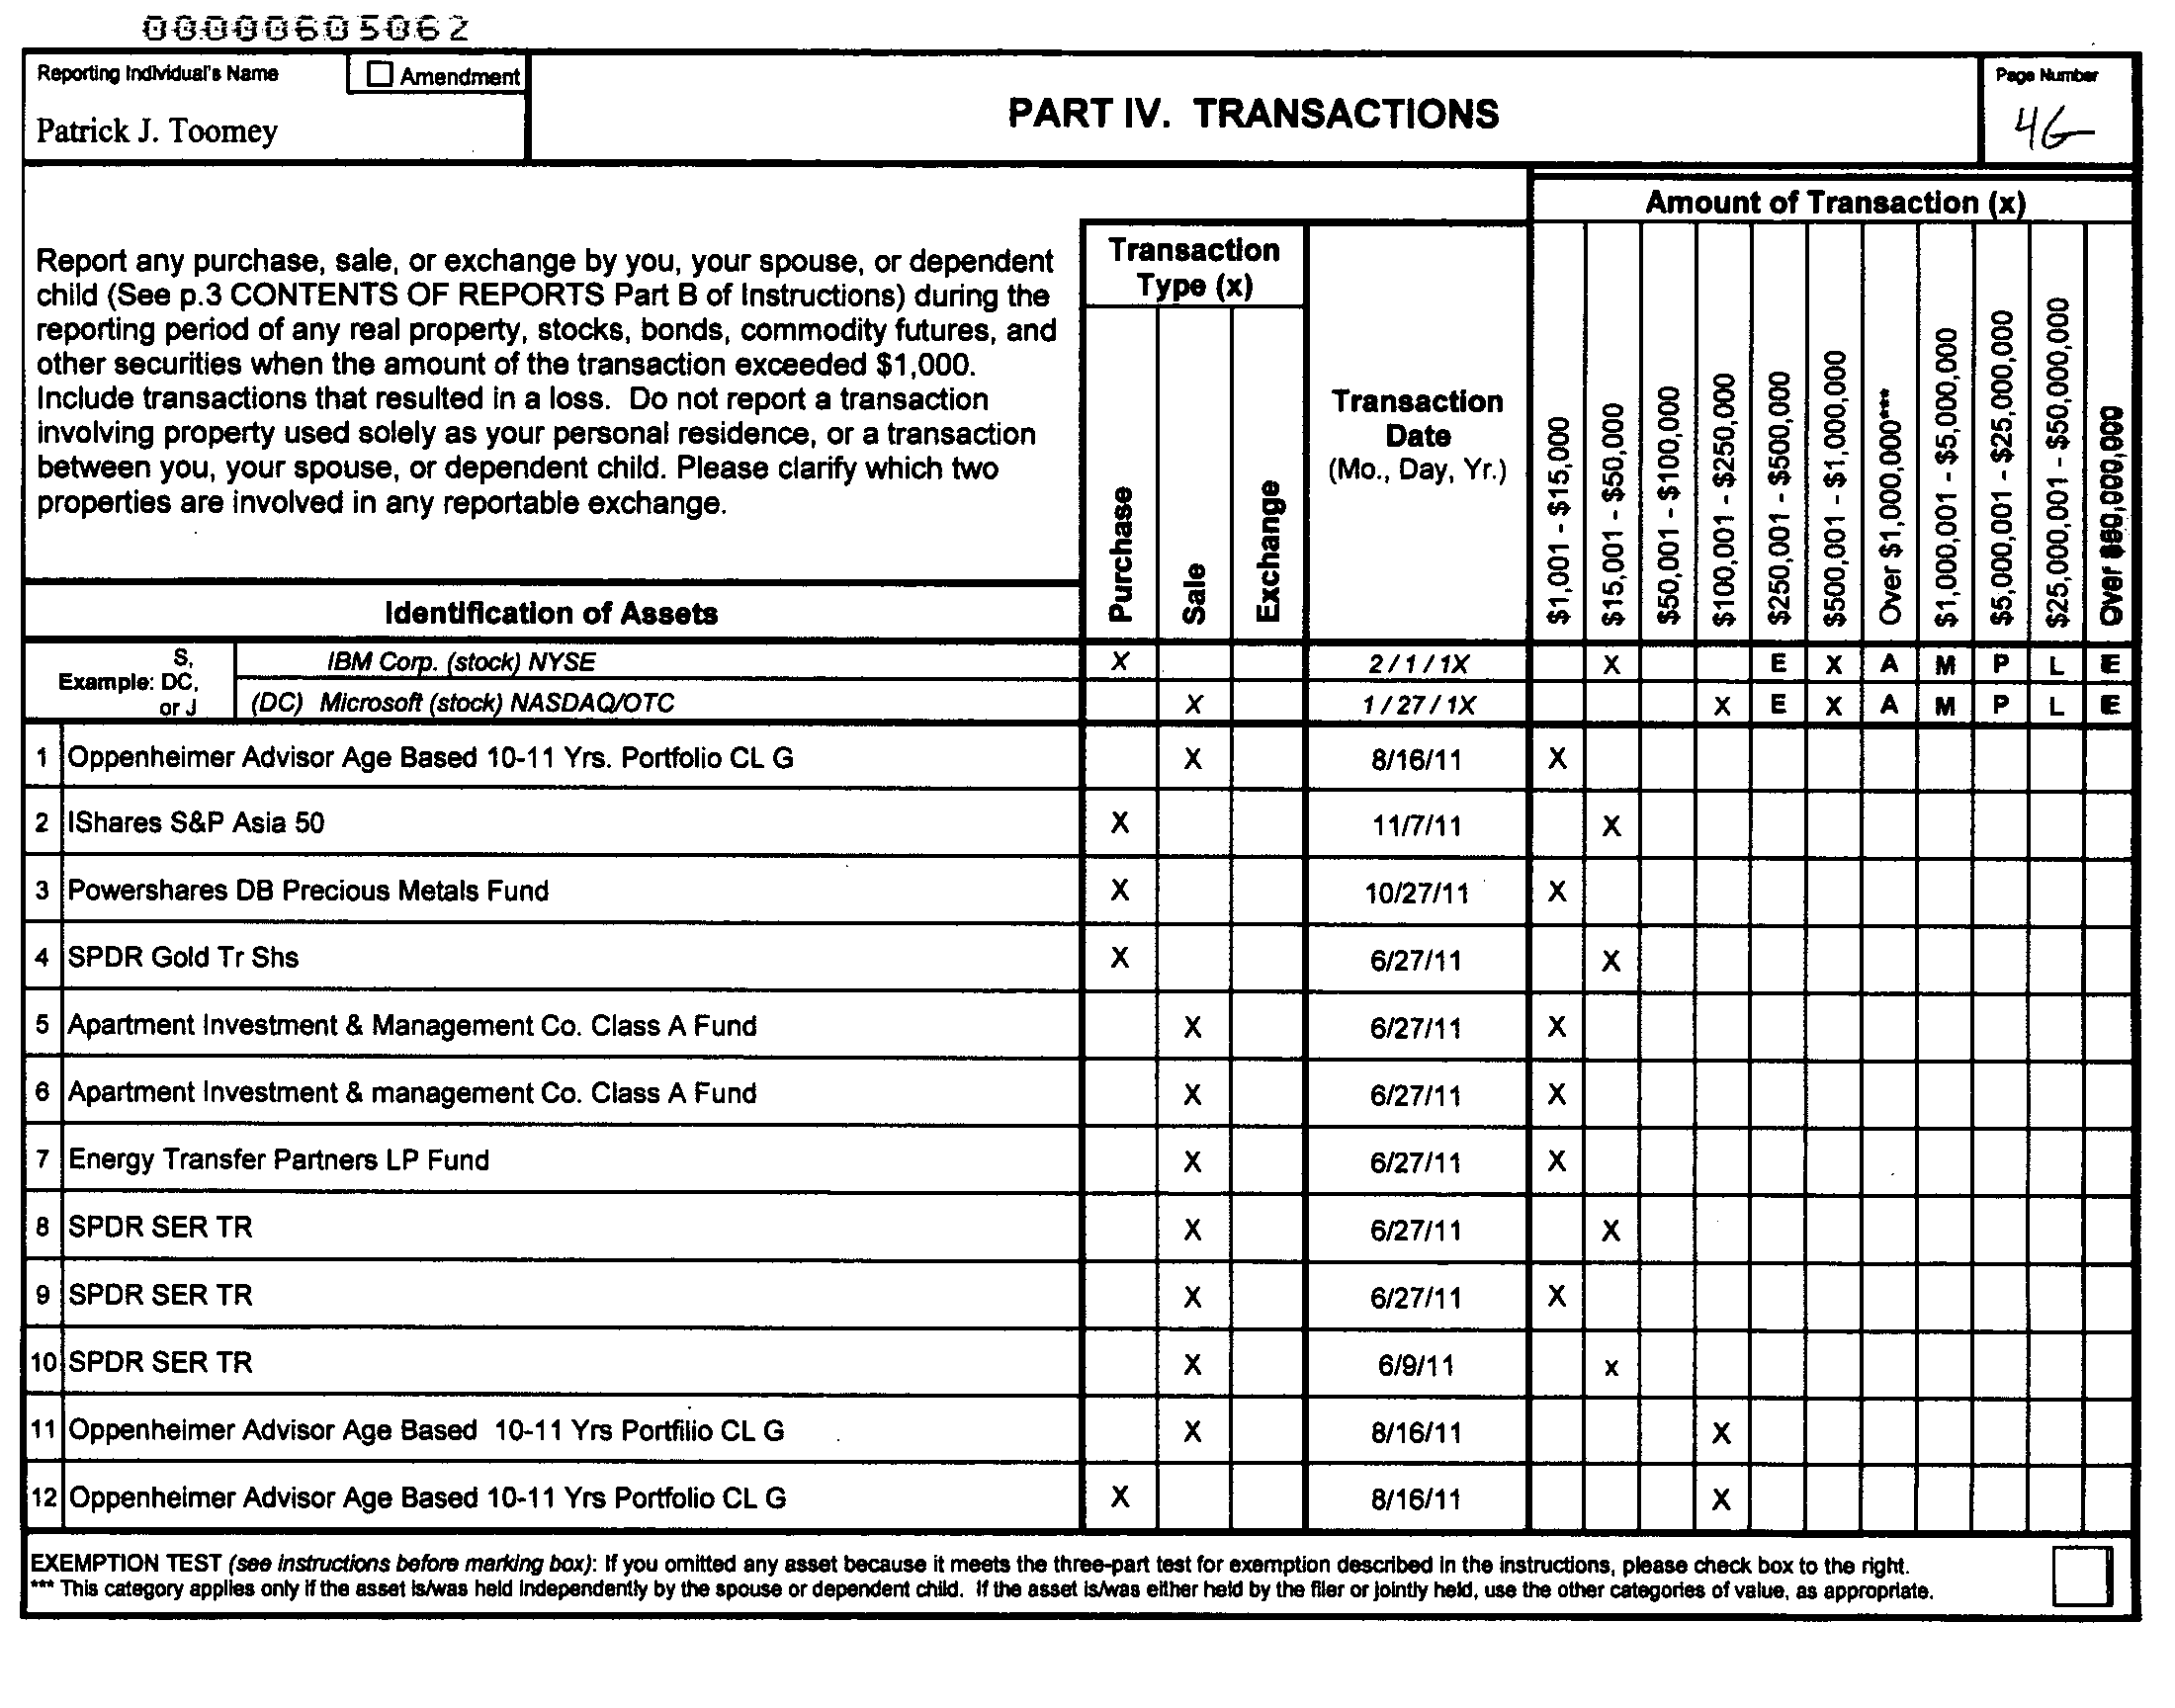 00000605062
Reporting Individual's Name
Amendment
Patrick J. Toomey
PART IV. TRANSACTIONS
Page Number
4G
Amount of Transaction (x)
Report any purchase, sale, or exchange by you, your spouse, or dependent
child (See p.3 CONTENTS OF REPORTS Part B of Instructions) during the
reporting period of any real property, stocks, bonds, commodity futures, and
other securities when the amount of the transaction exceeded $1,000.
Include transactions that resulted in a loss. Do not report a transaction
involving property used solely as your personal residence, or a transaction
between you, your spouse, or dependent child. Please clarify which two
properties are involved in any reportable exchange.
Transaction
Type (x)
Purchase
Sale
Exchange
Transaction
Date
(Mo., Day, Yr.)
$1,001 - $15,000
$15,001 - $50,000
$50,001 - $100,000
$100,001 - $250,000
$250,001 - $500,000
$500,001 - $1,000,000
Over $1,000,000***
$1,000,001 - $5,000,000
$5,000,001 - $25,000,000
$25,000,001 - $50,000,000
Over $50,000,000
Identification of Assets
S,
Example: DC,
or J
IBM Corp. (stock) NYSE X 2 / 1 / 1X X E X A M P L E
(DC) Microsoft (stock) NASDAQ/OTC X 1 / 27 / 1X X E X A M P L E
1 Oppenheimer Advisor Age Based 10-11 Yrs. Portfolio CL G X 8/16/11 X
2 IShares S&P Asia 50 X 11/7/11 X
3 Powershares DB Precious Metals Fund X 10/27/11 X
4 SPDR Gold Tr Shs X 6/27/11 X
5 Apartment Investment & Management Co. Class A Fund X 6/27/11 X
6 Apartment Investment & management Co. Class A Fund X 6/27/11 X
7 Energy Transfer Partners LP Fund X 6/27/11 X
8 SPDR SER TR X 6/27/11 X
9 SPDR SER TR X 6/27/11 X
10 SPDR SER TR X 6/9/11 x
11 Oppenheimer Advisor Age Based 10-11 Yrs Portfilio CL G X 8/16/11 X
12 Oppenheimer Advisor Age Based 10-11 Yrs Portfolio CL G X 8/16/11 X
EXEMPTION TEST (see instructions before marking box): If you omitted any asset because it meets the three-part test for exemption described in the instructions, please check box to the right.
*** This category applies only if the asset is/was held independently by the spouse or dependent child. If the asset is/was either held by the filer or jointly held, use the other categories of value, as appropriate.